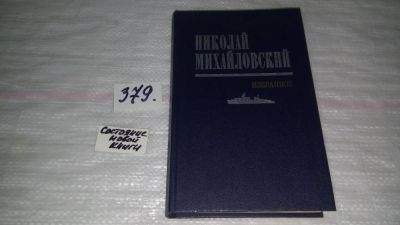 НИКОЛАЙ
МИХАЙЛОВСКИЙ
ИЗБРАННОЕ
379.
Состояние
новой
книги